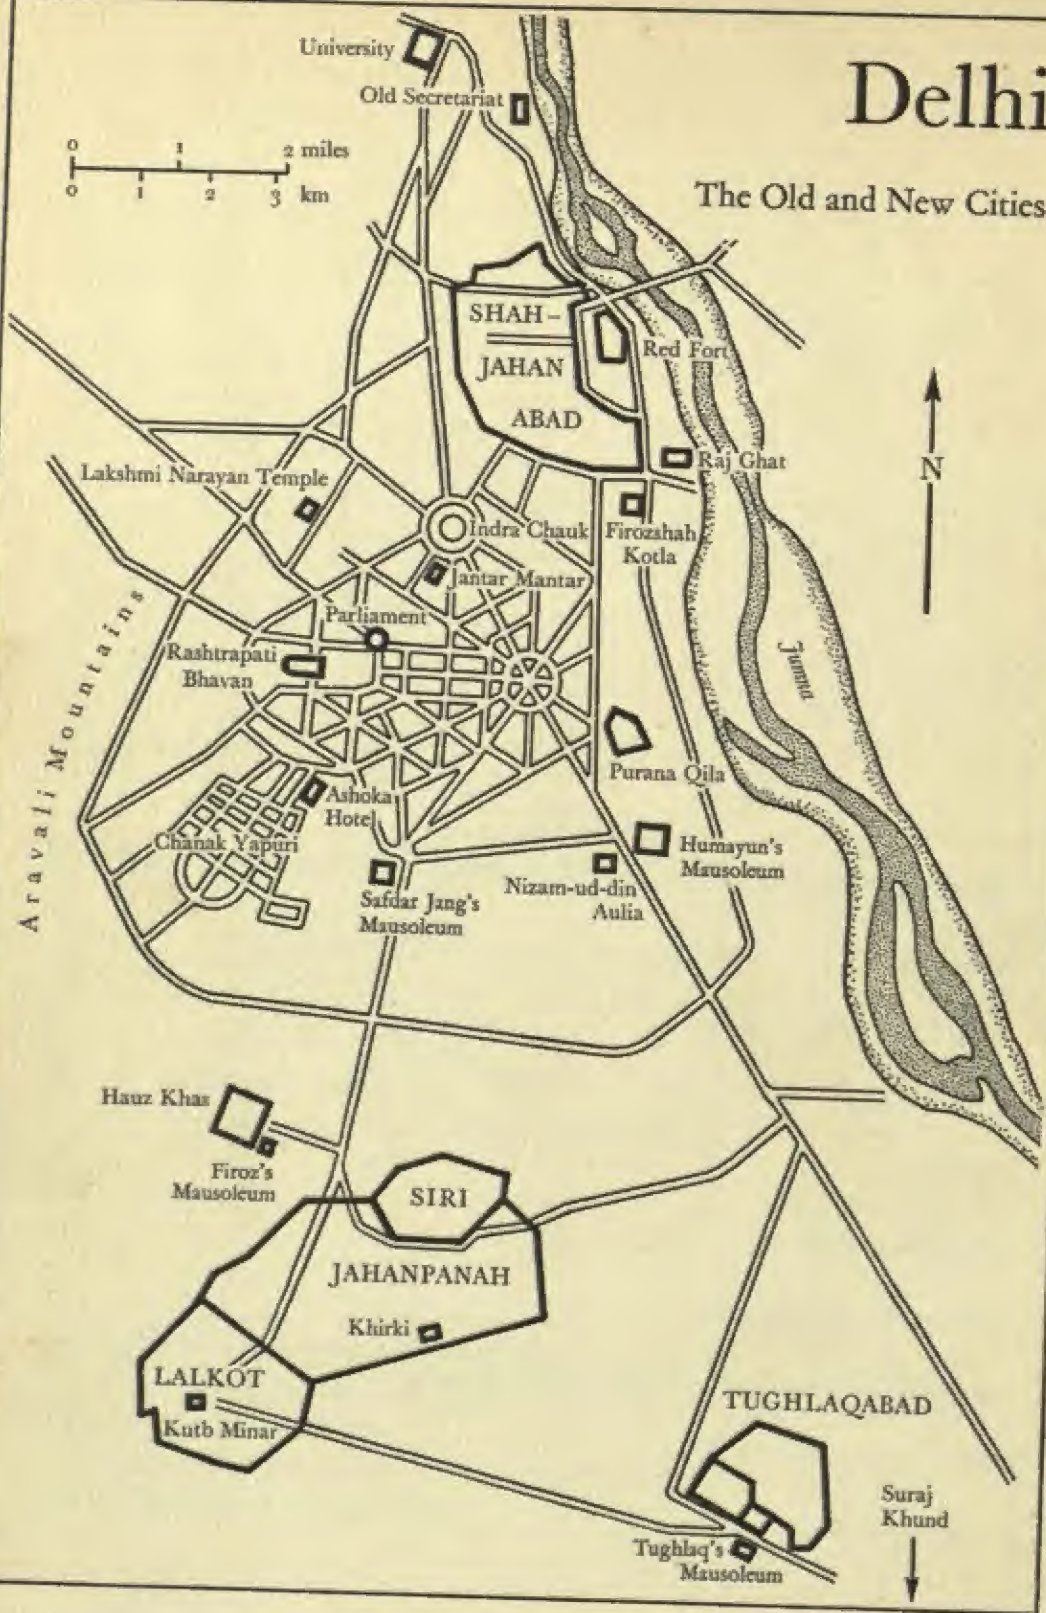 University
Old Secretariat
Delhi
The Old and New Cities
0 1 2 miles
0 1 2 3 km
SHAH-
JAHAN
ABAD
Red Fort
Raj Ghat
N
Lakshmi Narayan Temple
Indra Chauk
Firozshah
Kotla
Jantar Mantar
Parliament
Rashtrapati
Bhavan
Jumna
Aravali Mountains
Purana Qila
Ashoka
Hotel
Chanak Yapuri
Humayun's
Mausoleum
Nizam-ud-din
Aulia
Safdar Jang's
Mausoleum
Hauz Khas
Firoz's
Mausoleum
SIRI
JAHANPANAH
Khirki
LALKOT
Kutb Minar
TUGHLAQABAD
Suraj
Khund
Tughlaq's
Mausoleum